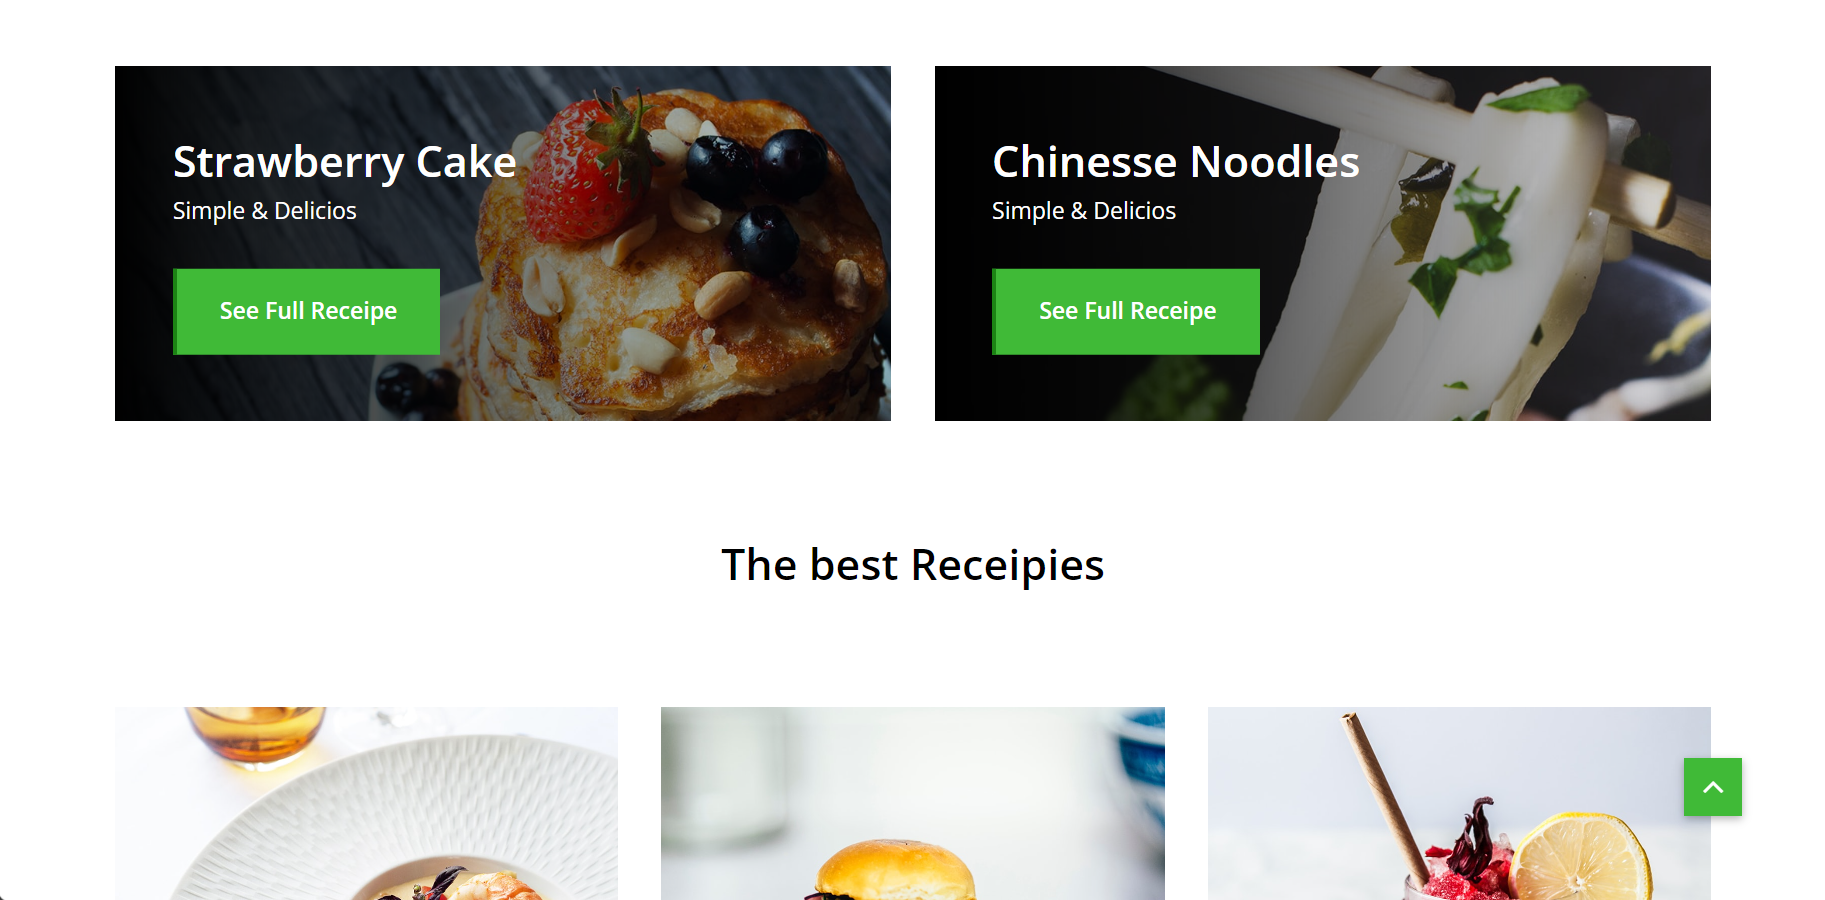 Strawberry Cake
Simple & Delicios
See Full Receipe
Chinesse Noodles
Simple & Delicios
See Full Receipe
The best Receipies